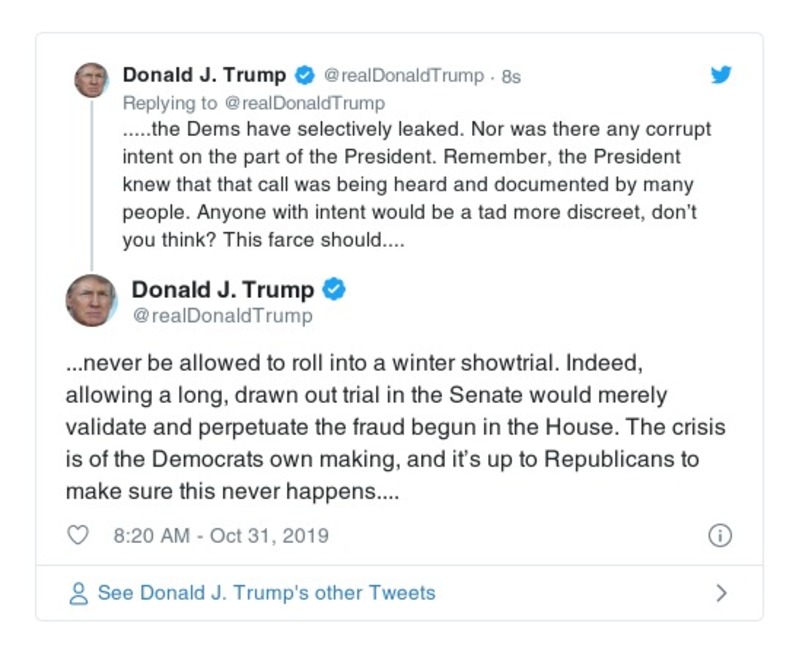 Donald J. Trump @realDonaldTrump · 8s
Replying to @realDonaldTrump
.....the Dems have selectively leaked. Nor was there any corrupt
intent on the part of the President. Remember, the President
knew that that call was being heard and documented by many
people. Anyone with intent would be a tad more discreet, don’t
you think? This farce should....
Donald J. Trump
@realDonaldTrump
...never be allowed to roll into a winter showtrial. Indeed,
allowing a long, drawn out trial in the Senate would merely
validate and perpetuate the fraud begun in the House. The crisis
is of the Democrats own making, and it’s up to Republicans to
make sure this never happens....
8:20 AM - Oct 31, 2019
See Donald J. Trump's other Tweets